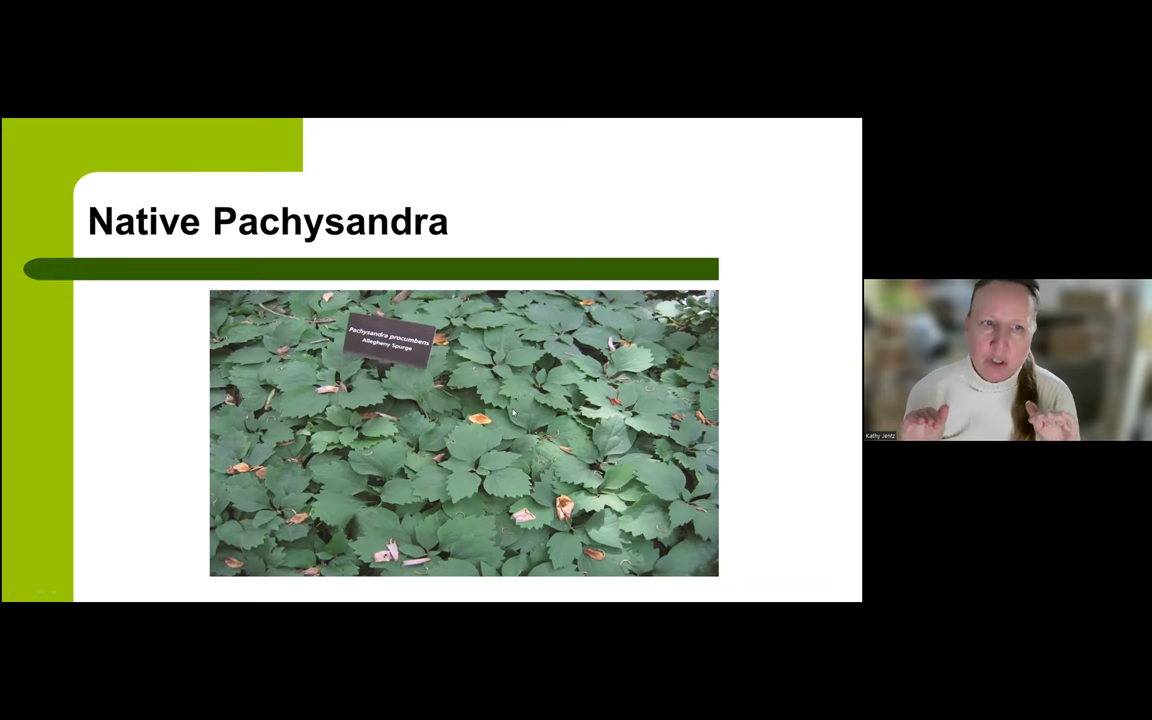 Native Pachysandra
Pachysandra procumbens
Allegheny Spurge
Kathy Jentz